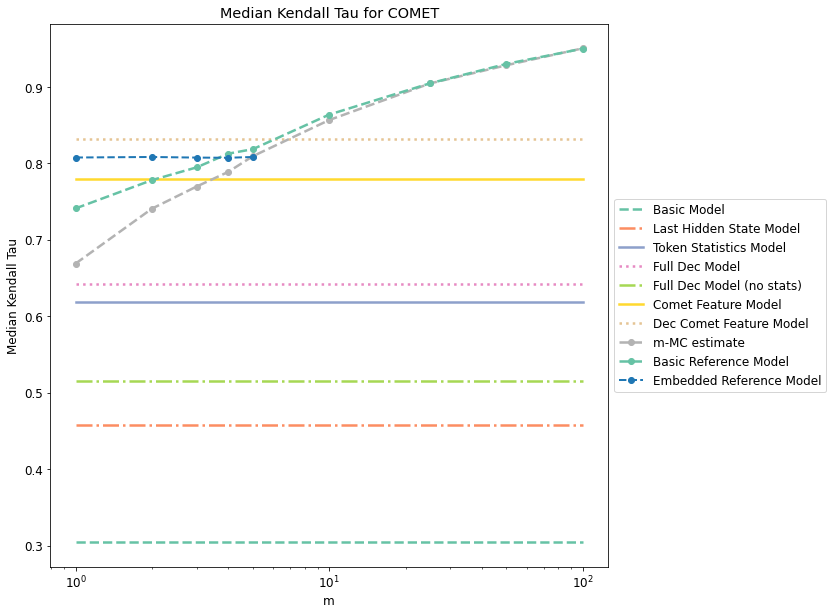 Median Kendall Tau for COMET
Median Kendall Tau
0.9
0.8
0.7
0.6
0.5
0.4
0.3
10⁰
10¹
10²
m
Basic Model
Last Hidden State Model
Token Statistics Model
Full Dec Model
Full Dec Model (no stats)
Comet Feature Model
Dec Comet Feature Model
m-MC estimate
Basic Reference Model
Embedded Reference Model